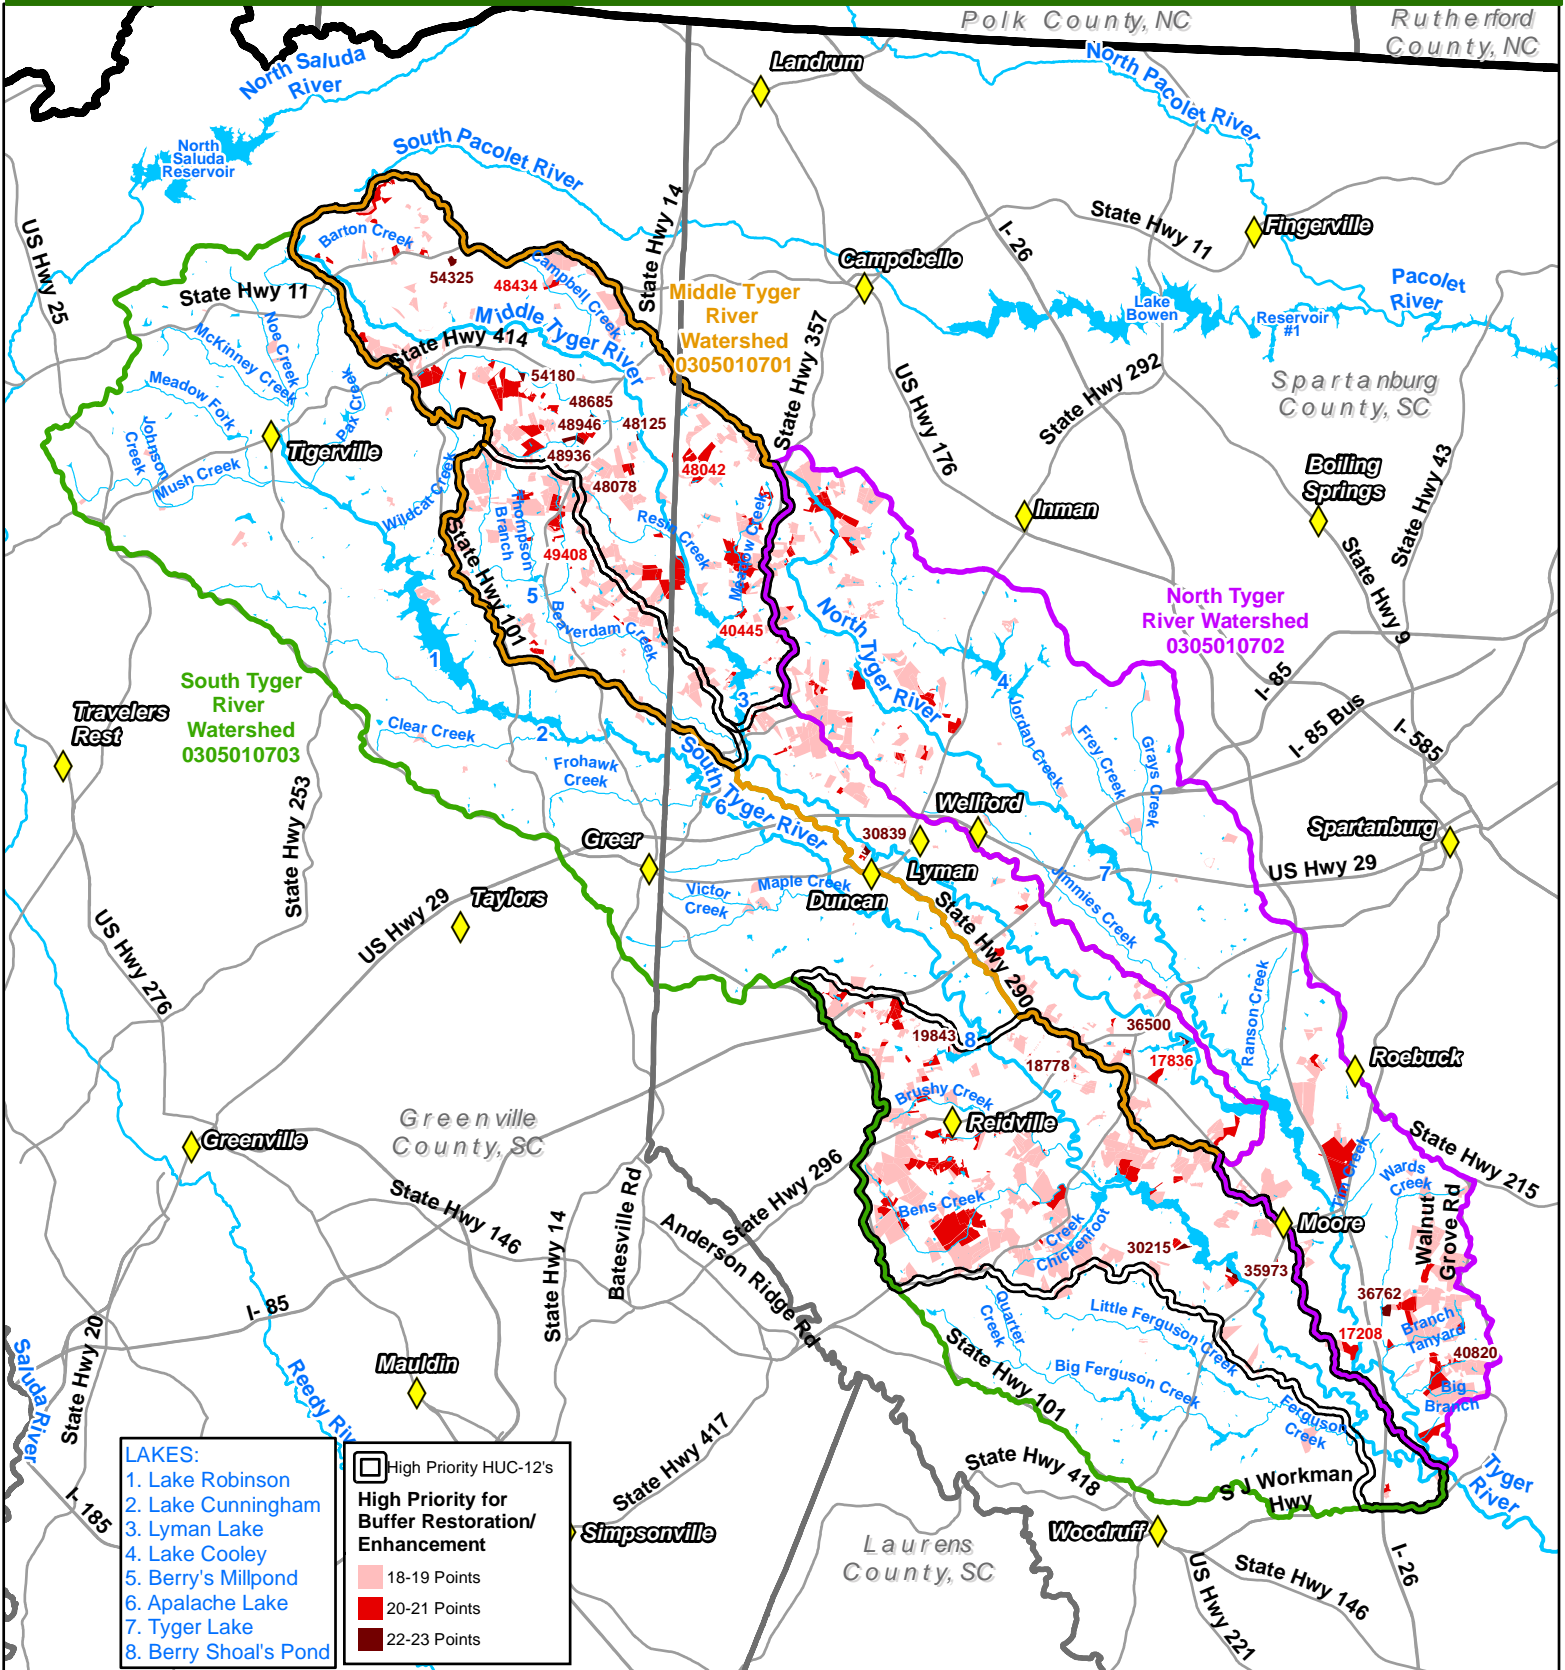 Polk County, NC
Rutherford
County, NC
North Saluda
River
Landrum
North Pacolet River
North
Saluda
Reservoir
South Pacolet River
US Hwy 25
State Hwy 14
State Hwy 11
I- 26
Fingerville
Barton Creek
Campobello
54325
48434
Campbell Creek
Middle Tyger
River
Watershed
0305010701
Lake
Bowen
Reservoir
#1
Pacolet
River
State Hwy 11
Noe Creek
McKinney Creek
Middle Tyger River
State Hwy 414
State Hwy 357
US Hwy 176
State Hwy 292
Spartanburg
County, SC
Meadow Fork
Pax Creek
54180
48685
48946
48125
Johnson
Creek
Mush Creek
Tigerville
Wildcat Creek
48936
48078
48042
Boiling
Springs
State Hwy 43
Inman
Thompson
Branch
49408
Resin Creek
Meadow Creek
State Hwy 101
5
Beaverdam Creek
40445
North Tyger River
North Tyger
River Watershed
0305010702
State Hwy 9
1
South Tyger
River
Watershed
0305010703
3
4
I- 85
I- 85 Bus
I- 585
Travelers
Rest
Clear Creek
2
Frohawk
Creek
South Tyger River
6
Jordan Creek
Frey Creek
Grays Creek
State Hwy 253
Greer
Wellford
30839
Lyman
Spartanburg
US Hwy 29
7
Jimmies Creek
Taylors
US Hwy 29
Victor
Creek
Maple Creek
Duncan
State Hwy 290
US Hwy 276
Ranson Creek
19843
8
36500
17836
18778
Roebuck
Brushy Creek
Reidville
Greenville
County, SC
Greenville
State Hwy 215
State Hwy 146
State Hwy 14
Batesville Rd
State Hwy 296
Anderson Ridge Rd
Bens Creek
Creek
Chickenfoot
Wards
Creek
Walnut
Grove Rd
Moore
30215
35973
36762
I- 85
Quarter
Creek
Little Ferguson Creek
17208
Branch
Tanyard
40820
Saluda River
State Hwy 20
Reedy Riv
Mauldin
State Hwy 101
Big Ferguson Creek
Ferguson
Creek
Big
Branch
State Hwy 417
State Hwy 418
S J Workman
Hwy
Tyger
River
I- 185
Simpsonville
Laurens
County, SC
Woodruff
US Hwy 221
State Hwy 146
I- 26
LAKES:
1. Lake Robinson
2. Lake Cunningham
3. Lyman Lake
4. Lake Cooley
5. Berry's Millpond
6. Apalache Lake
7. Tyger Lake
8. Berry Shoal's Pond
High Priority HUC-12's
High Priority for
Buffer Restoration/
Enhancement
18-19 Points
20-21 Points
22-23 Points